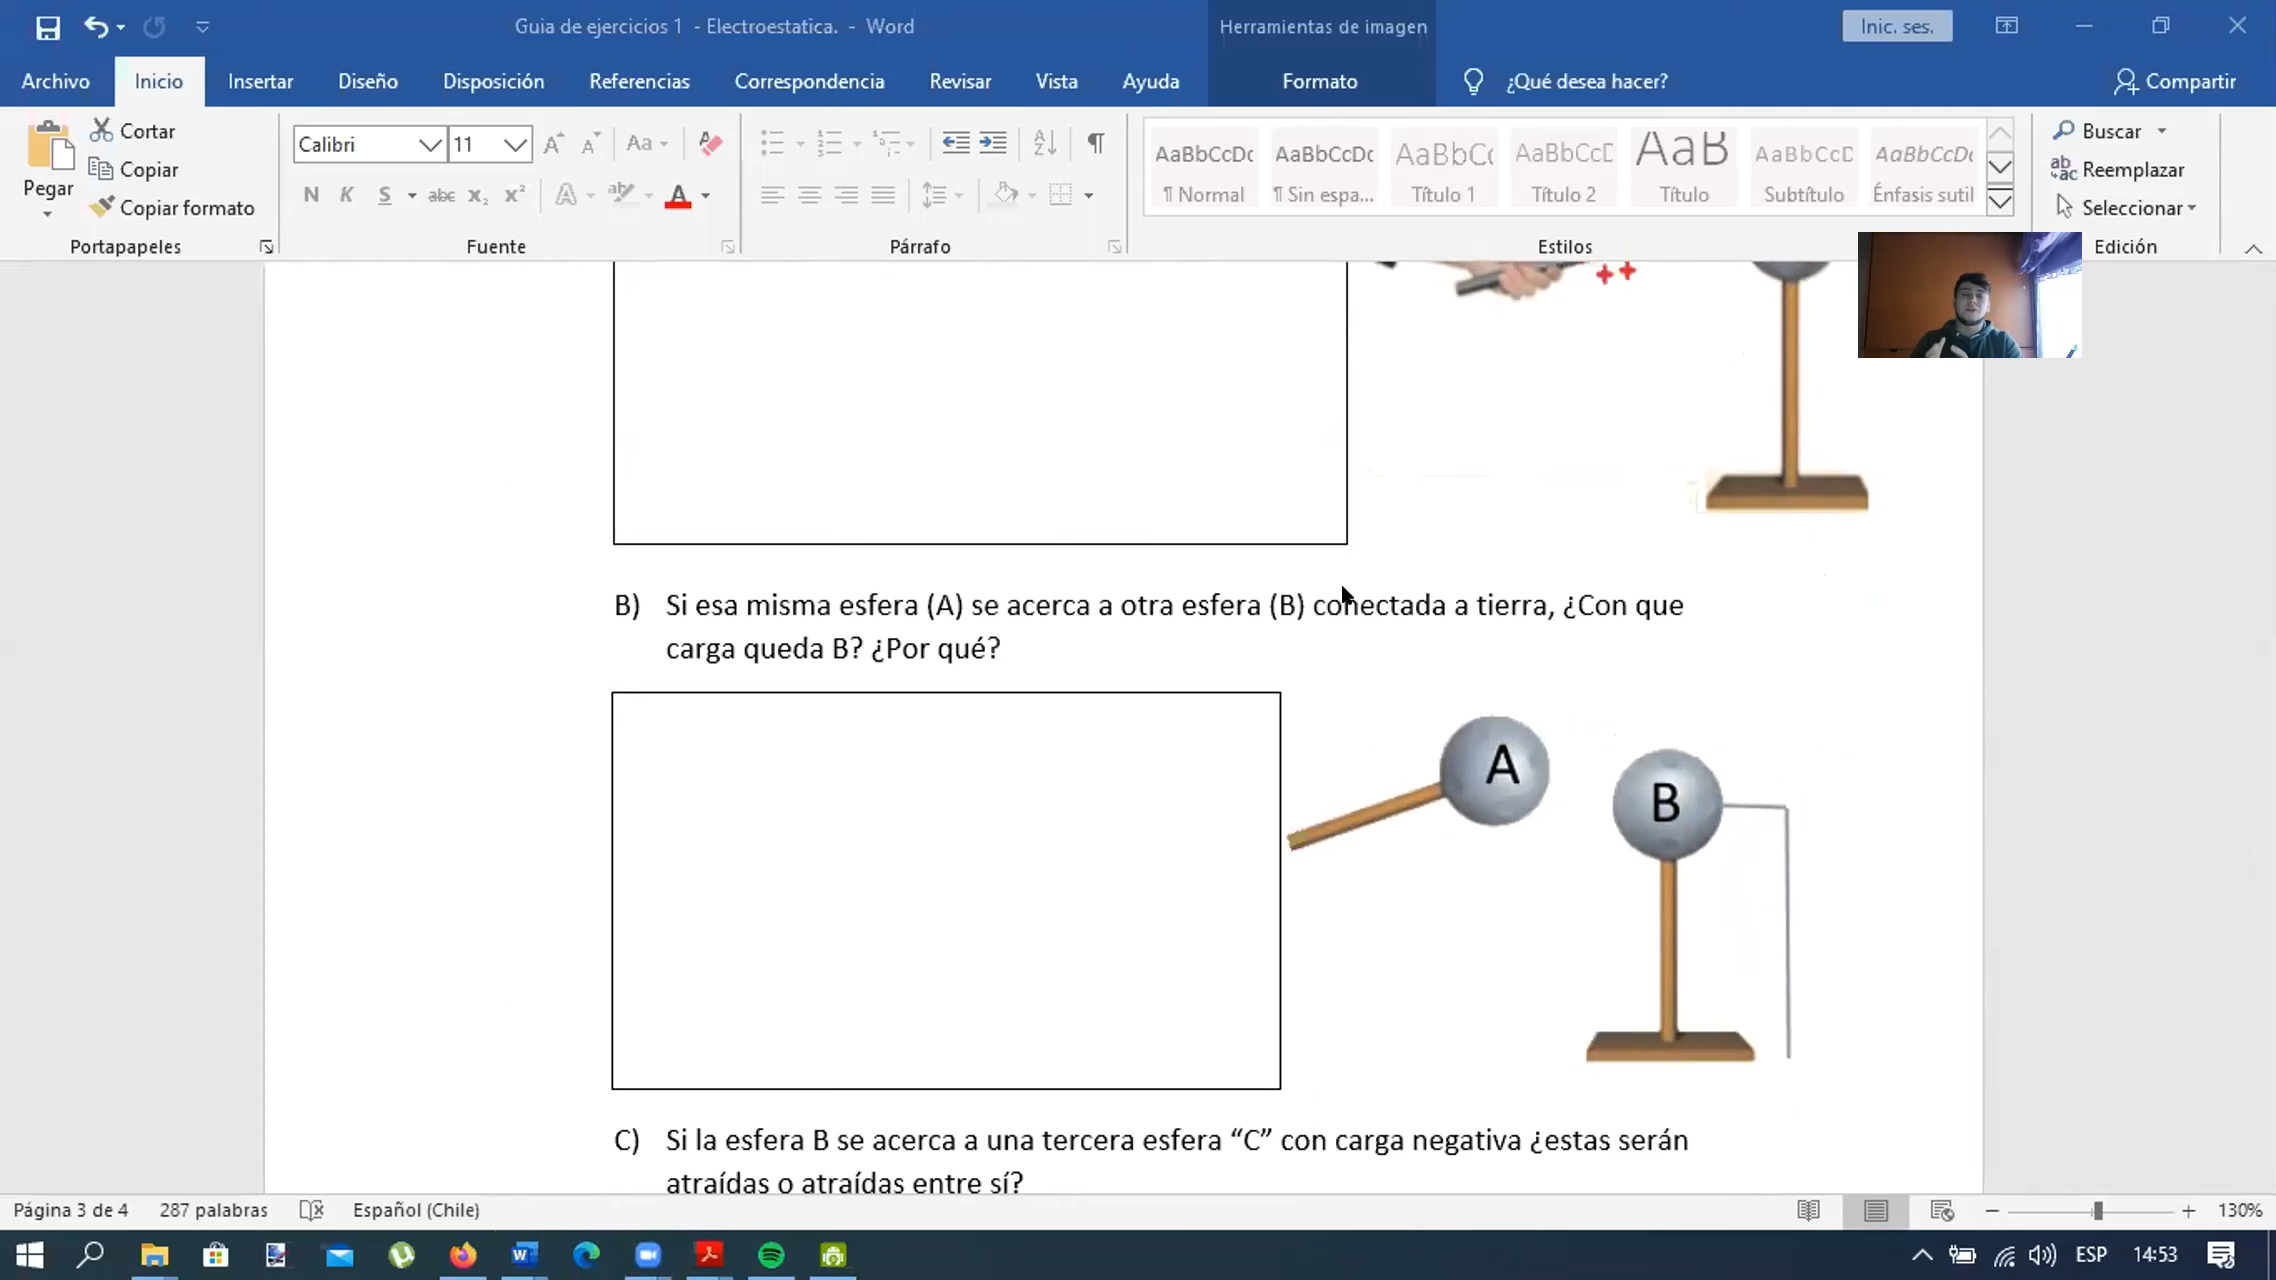 Guia de ejercicios 1 - Electroestatica. - Word
Herramientas de imagen
Inic. ses.
Archivo Inicio Insertar Diseño Disposición Referencias Correspondencia Revisar Vista Ayuda Formato ¿Qué desea hacer? Compartir
Pegar
Cortar
Copiar
Copiar formato
Portapapeles
Calibri 11 Aa
N K S abc x₂ x² A ab A
Fuente
Párrafo
AaBbCcDc AaBbCcDc AaBbCc AaBbCcD AaB AaBbCcD AaBbCcDc
¶ Normal ¶ Sin espa... Título 1 Título 2 Título Subtítulo Énfasis sutil
Estilos
Buscar
Reemplazar
Seleccionar
Edición
B) Si esa misma esfera (A) se acerca a otra esfera (B) conectada a tierra, ¿Con que
carga queda B? ¿Por qué?
A
B
C) Si la esfera B se acerca a una tercera esfera “C” con carga negativa ¿estas serán
atraídas o atraídas entre sí?
Página 3 de 4 287 palabras Español (Chile) 130%
ESP 14:53